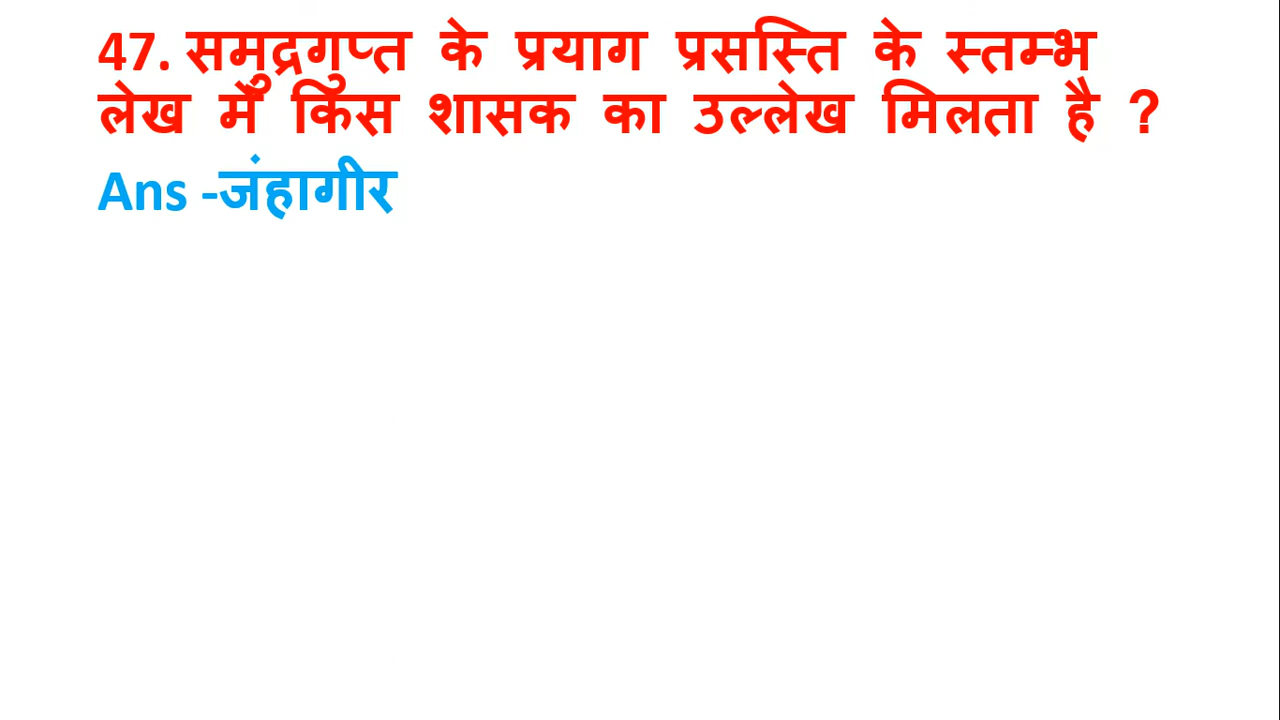 47. समुद्रगुप्त के प्रयाग प्रसस्ति के स्तम्भ
लेख में किस शासक का उल्लेख मिलता है ?
Ans -जंहागीर